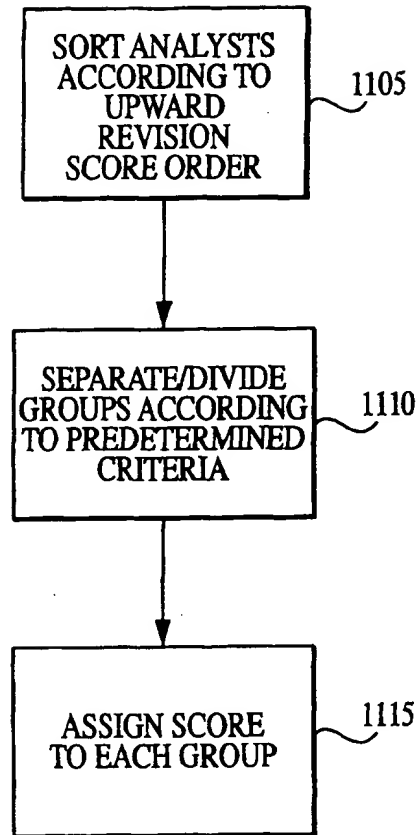 SORT ANALYSTS
ACCORDING TO
UPWARD
REVISION
SCORE ORDER
1105
SEPARATE/DIVIDE
GROUPS ACCORDING
TO PREDETERMINED
CRITERIA
1110
ASSIGN SCORE
TO EACH GROUP
1115